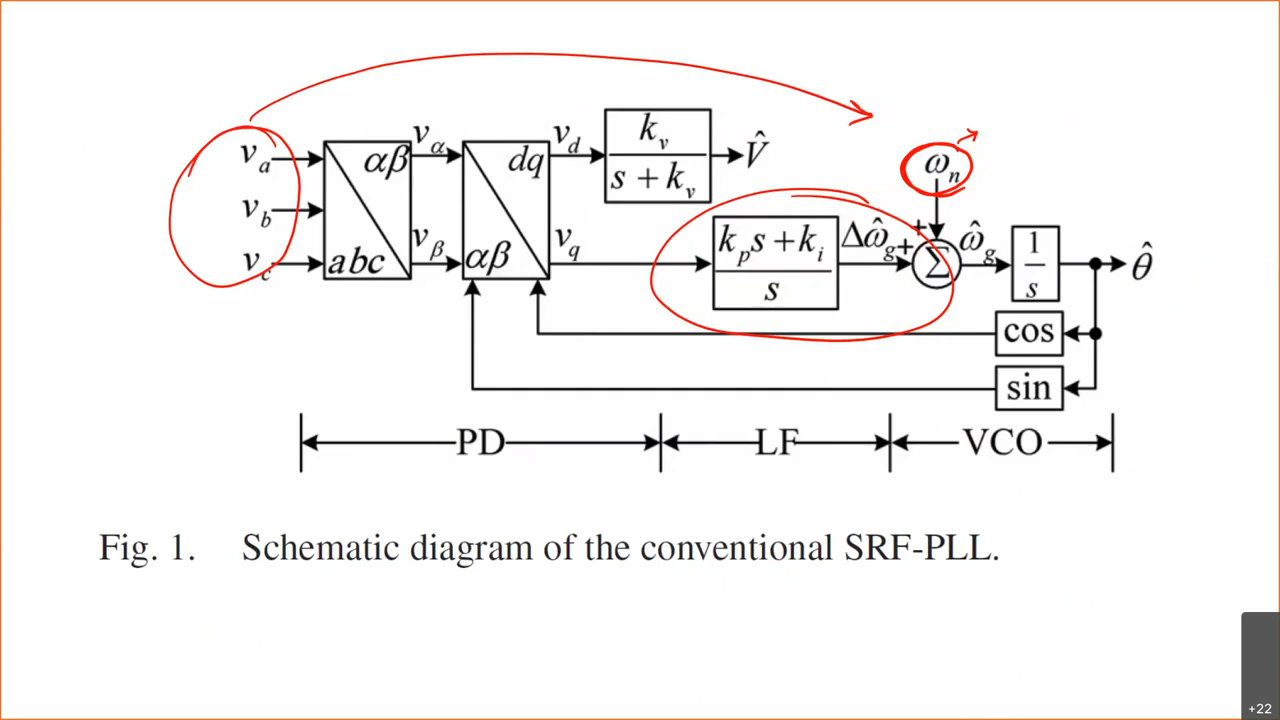 v_a
v_b
v_c
αβ
abc
v_α
v_β
dq
αβ
v_d
v_q
k_v
s + k_v
V̂
k_p s + k_i
s
Δω̂_g
+
+
ω_n
Σ
ω̂_g
1
s
θ̂
cos
sin
PD
LF
VCO
Fig. 1. Schematic diagram of the conventional SRF-PLL.
+22